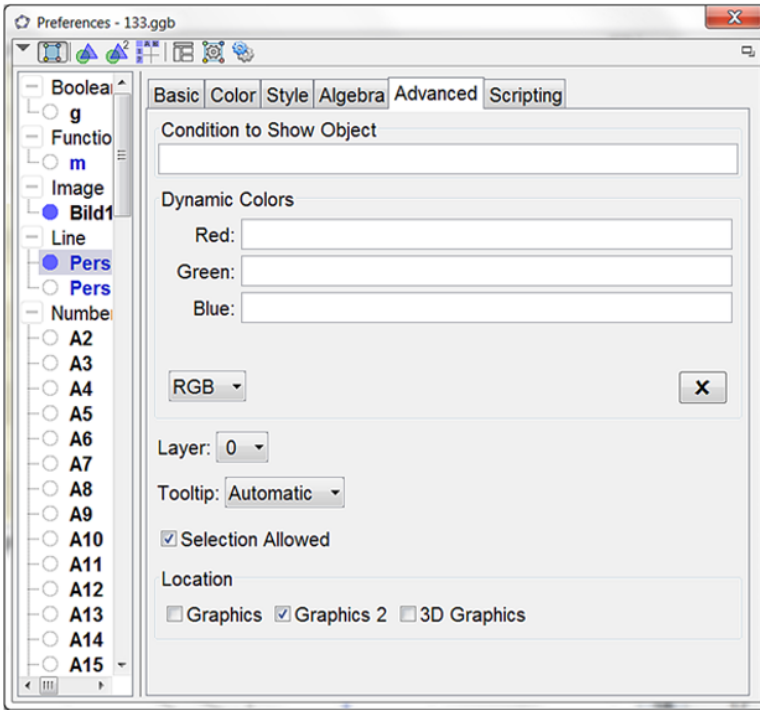 Preferences - 133.ggb
Boolear
g
Functio
m
Image
Bild1
Line
Pers
Pers
Number
A2
A3
A4
A5
A6
A7
A8
A9
A10
A11
A12
A13
A14
A15
Basic Color Style Algebra Advanced Scripting
Condition to Show Object
Dynamic Colors
Red:
Green:
Blue:
RGB
x
Layer: 0
Tooltip: Automatic
Selection Allowed
Location
Graphics Graphics 2 3D Graphics